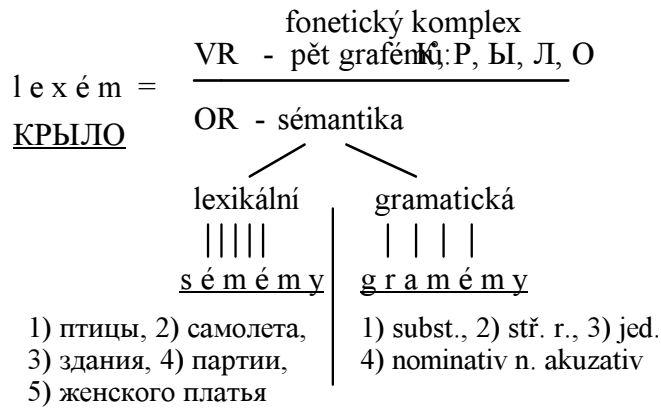 fonetický komplex
VR - pět grafémů: К, Р, Ы, Л, О
l e x é m =
КРЫЛО
OR - sémantika
lexikální gramatická
s é m é m y g r a m é m y
1) птицы, 2) самолета,
3) здания, 4) партии,
5) женского платья
1) subst., 2) stř. r., 3) jed.
4) nominativ n. akuzativ